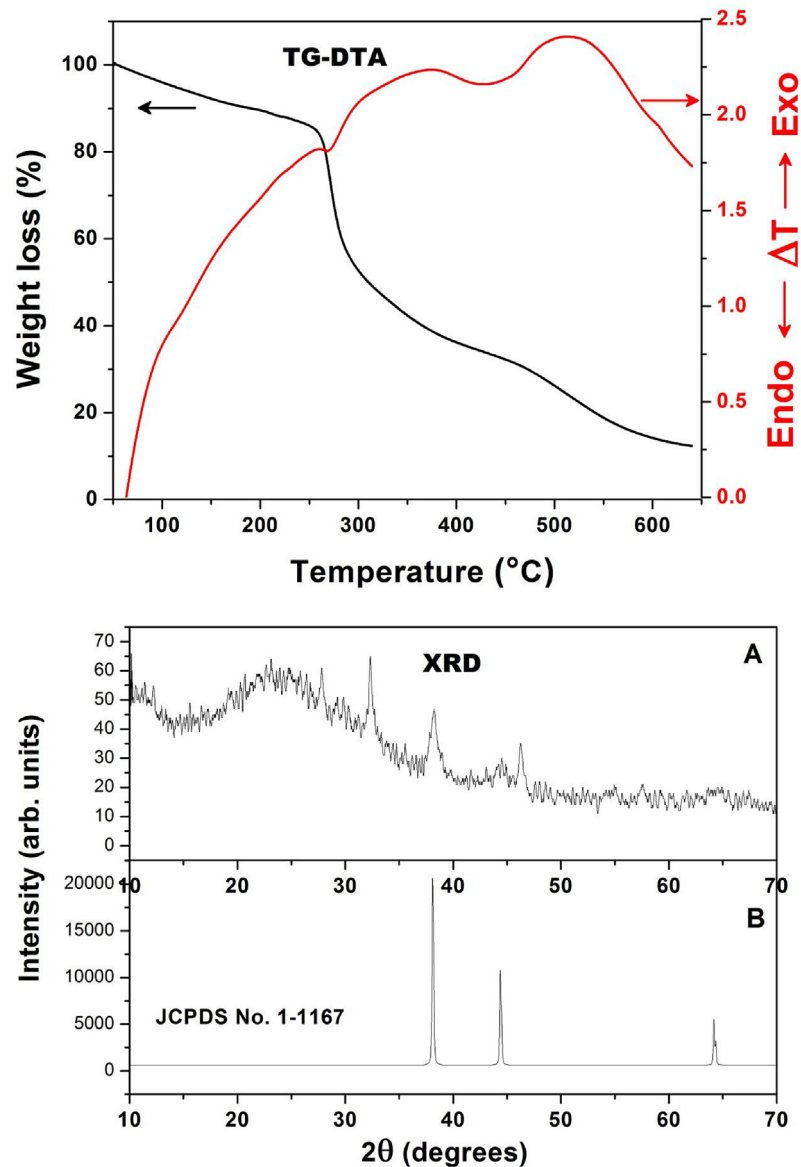 TG-DTA
Weight loss (%)
100
80
60
40
20
0
2.5
2.0
1.5
1.0
0.5
0.0
Endo ← ΔT → Exo
100 200 300 400 500 600
Temperature (°C)
XRD
A
70
60
50
40
30
20
10
0
10 20 30 40 50 60 70
Intensity (arb. units)
B
20000
15000
10000
5000
0
JCPDS No. 1-1167
10 20 30 40 50 60 70
2θ (degrees)